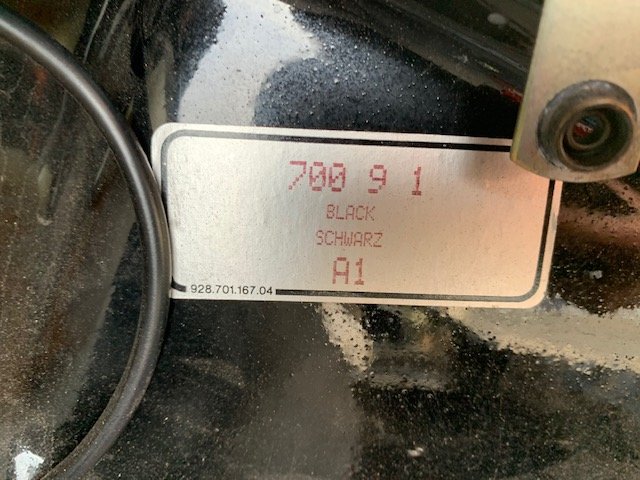 700 9 1
BLACK
SCHWARZ
A1
928.701.167.04